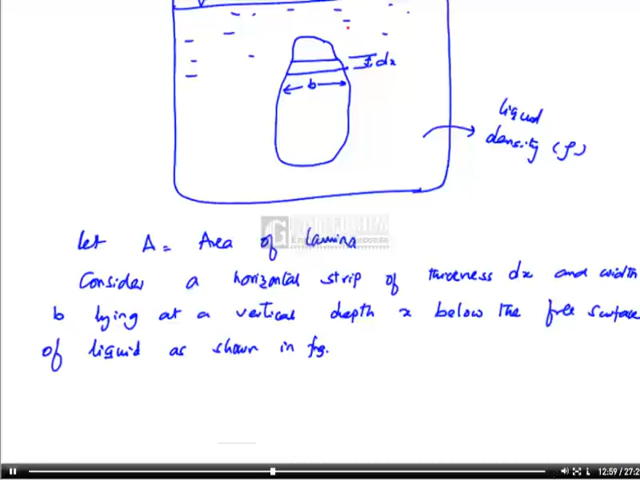 dx
b
liquid
density (ρ)
let A = Area of lamina
Consider a horizontal strip of thickness dx and width
b lying at a vertical depth x below the free surface
of liquid as shown in fig.
12:59 / 27:2